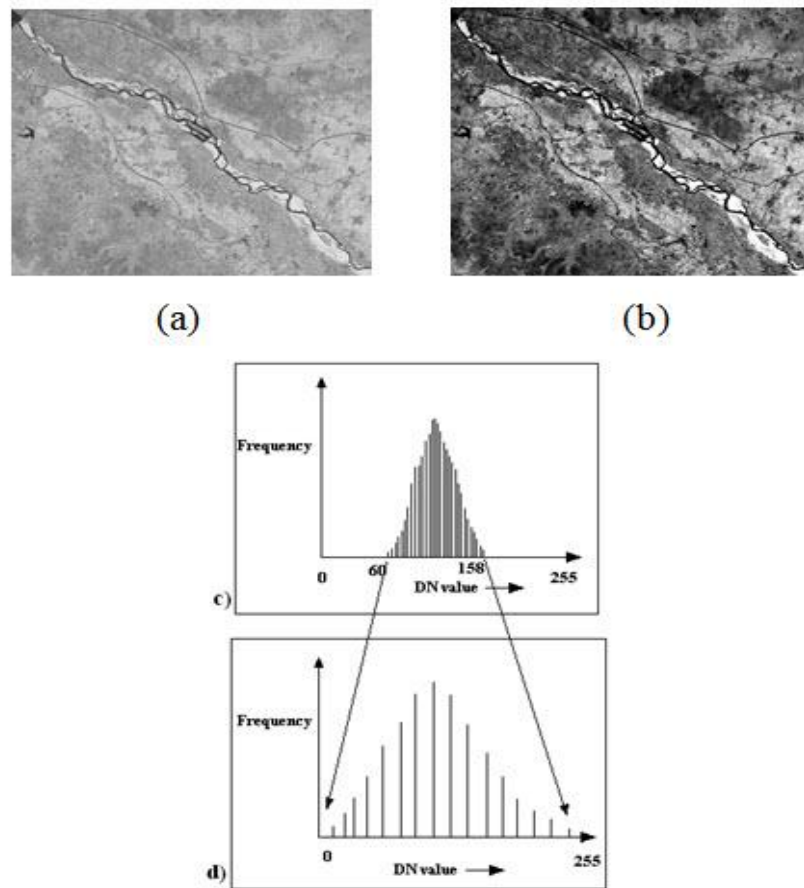 (a) (b)
Frequency
0 60 158 255
DN value
c)
Frequency
0 255
DN value
d)